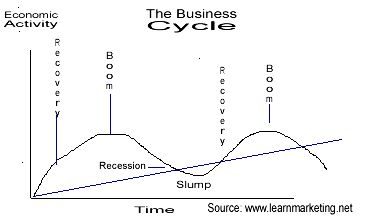 Economic
Activity
The Business
Cycle
Recovery
Boom
Recovery
Boom
Recession
Slump
Time
Source: www.learnmarketing.net